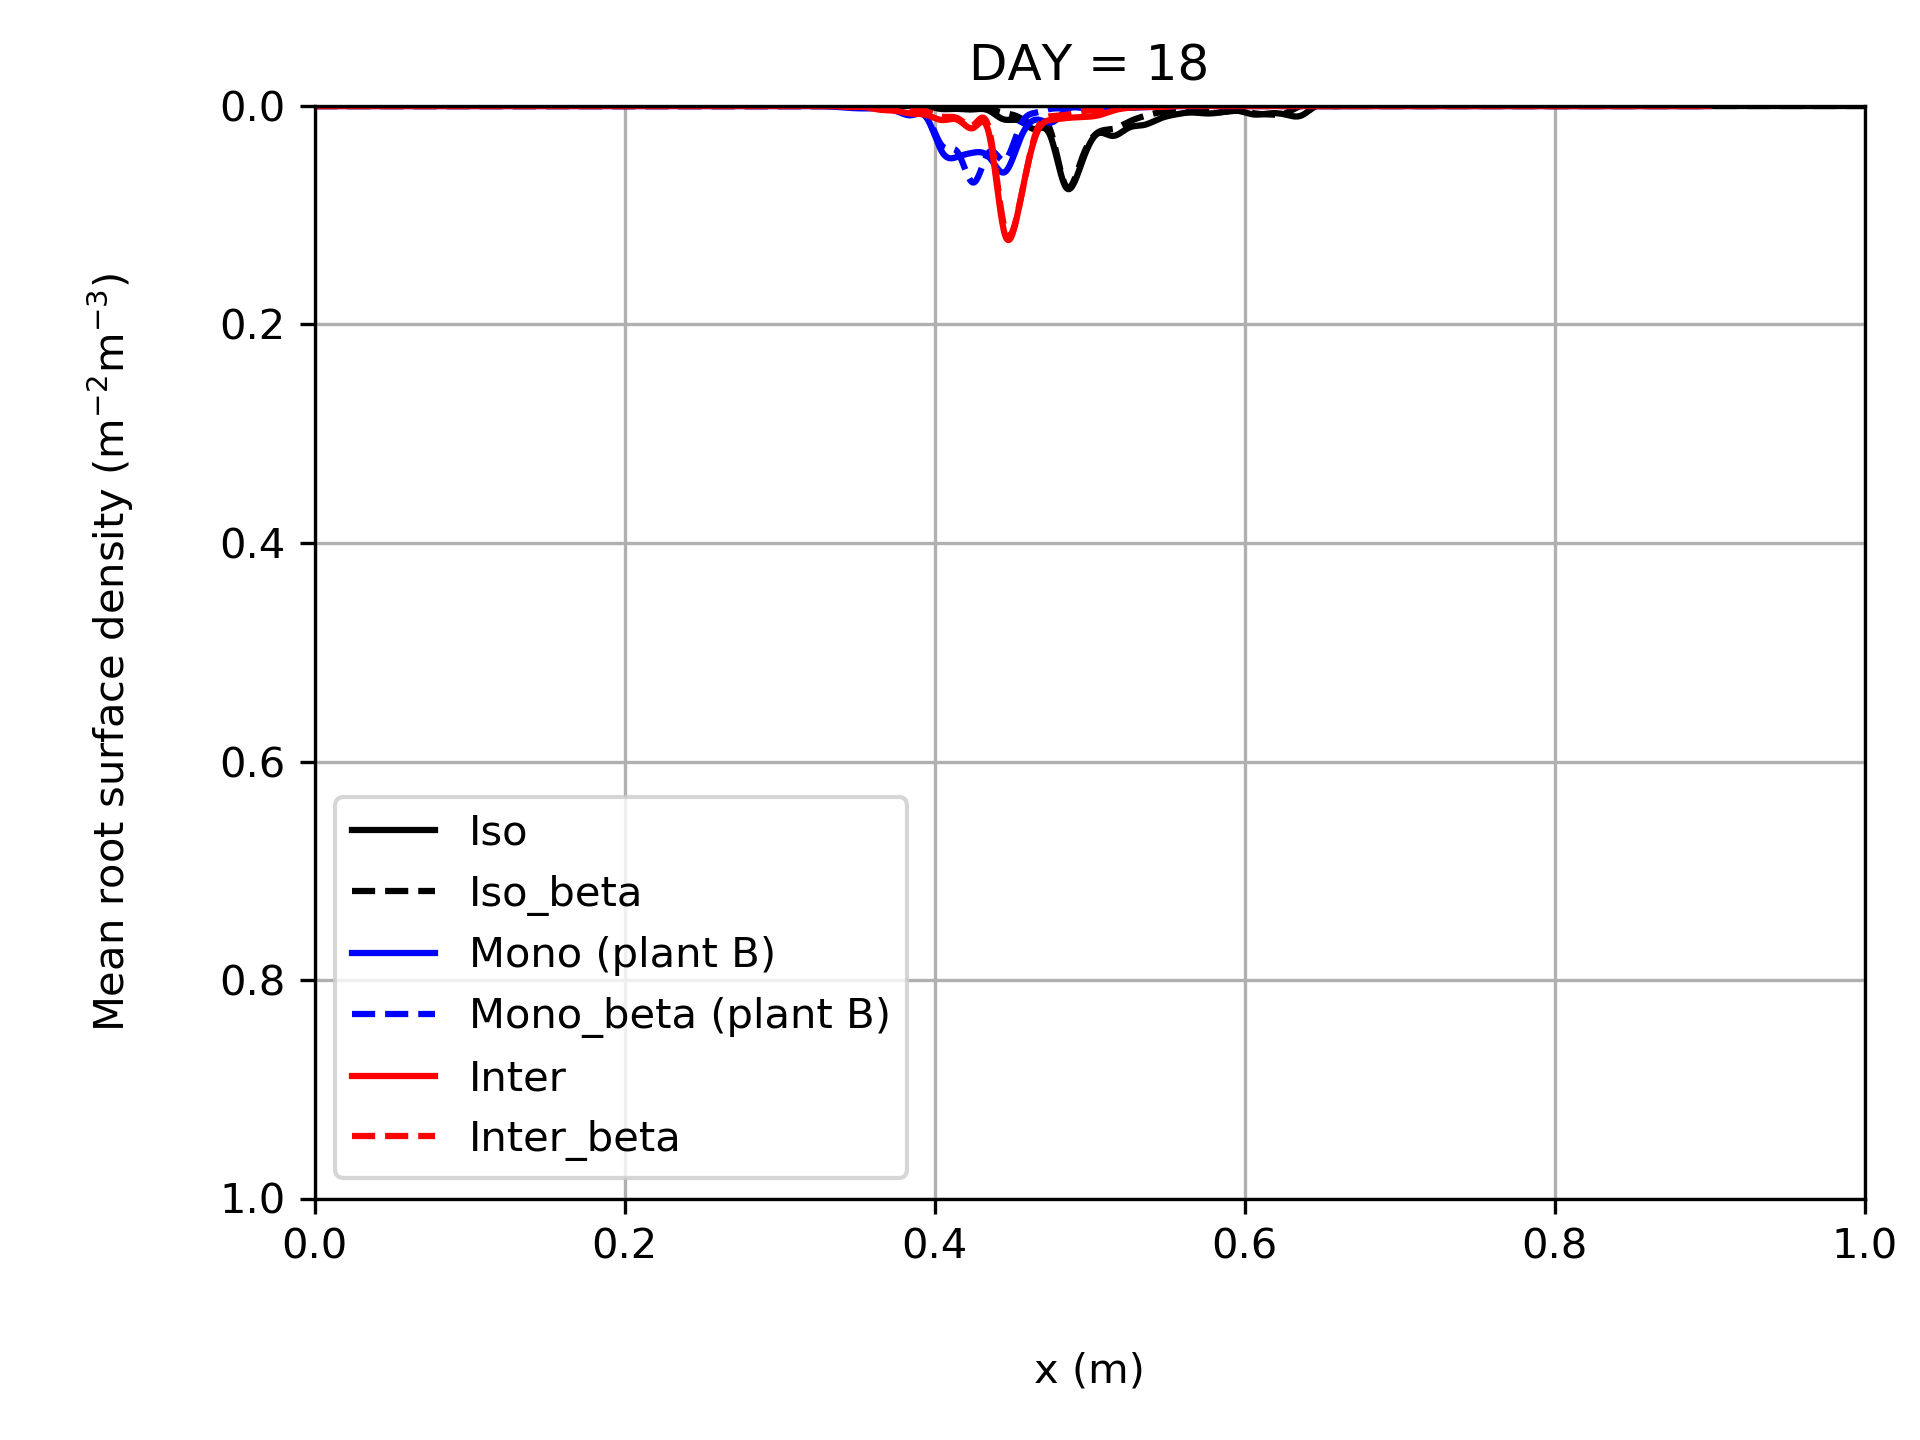 DAY = 18
0.0
0.2
0.4
0.6
0.8
1.0
Mean root surface density (m⁻²m⁻³)
Iso
Iso_beta
Mono (plant B)
Mono_beta (plant B)
Inter
Inter_beta
0.0 0.2 0.4 0.6 0.8 1.0
x (m)